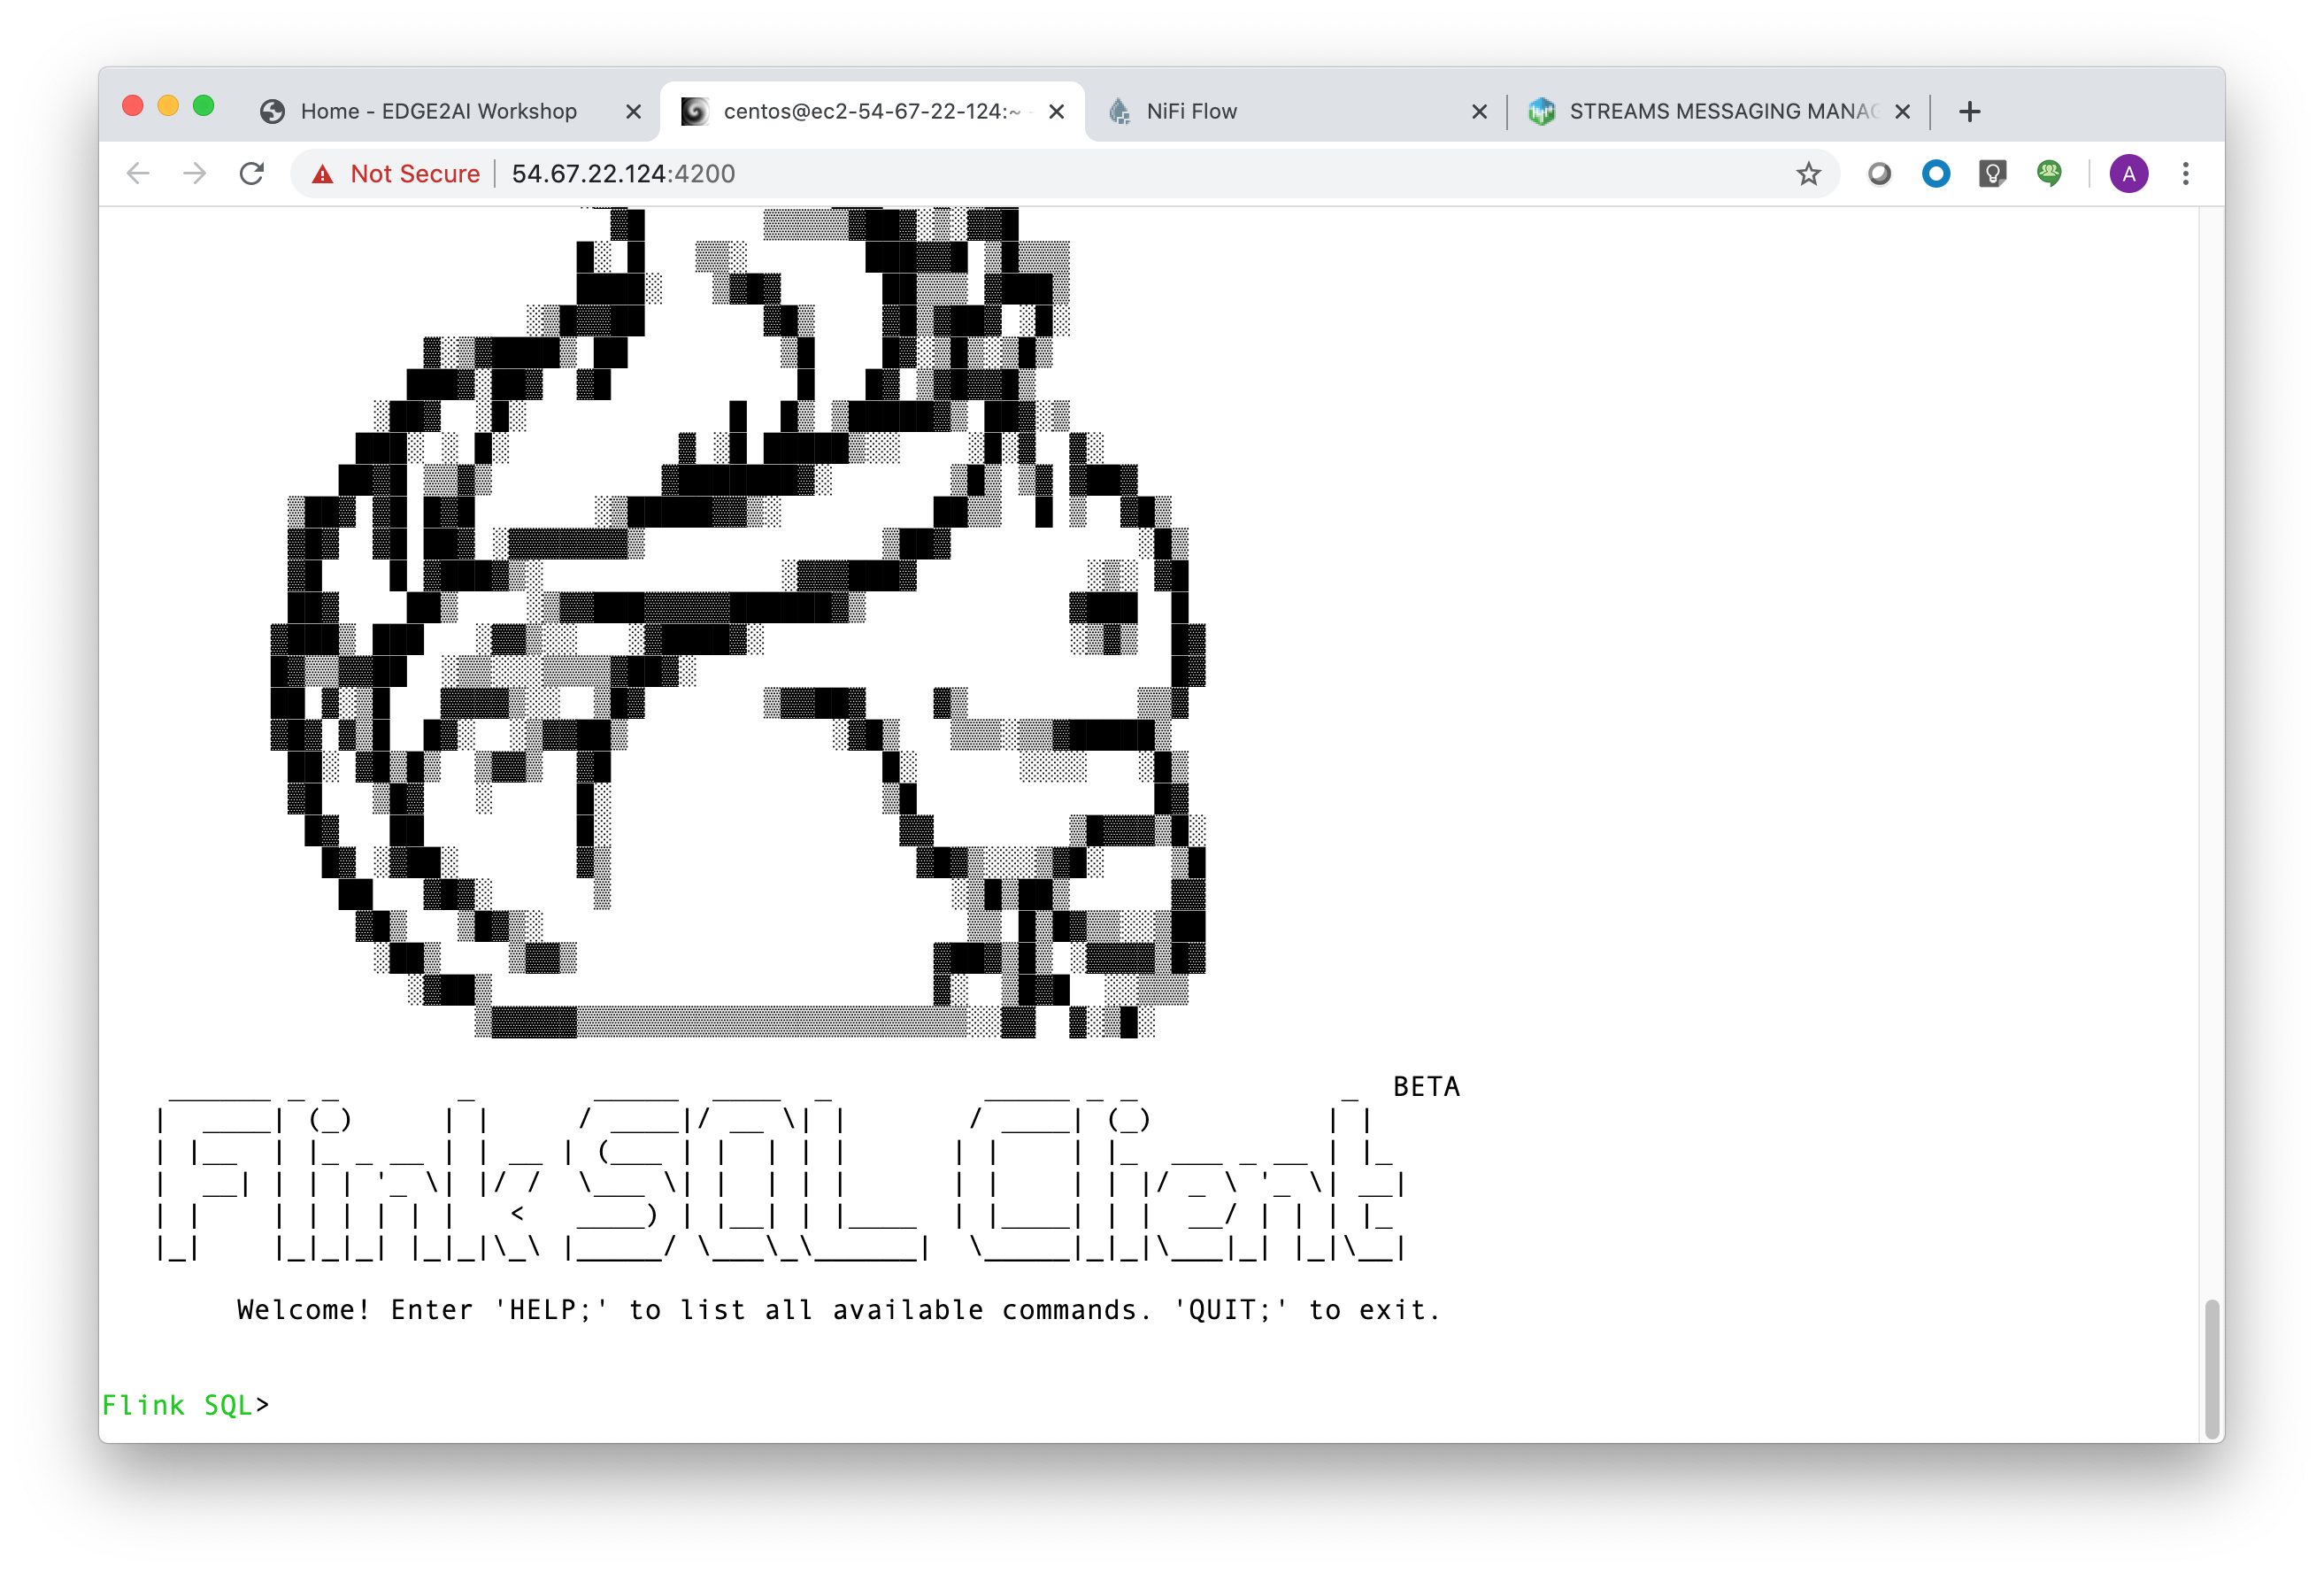 Home - EDGE2AI Workshop
centos@ec2-54-67-22-124:~ -
NiFi Flow
STREAMS MESSAGING MANAG
Not Secure
54.67.22.124:4200
A
BETA
Flink SQL Client
Welcome! Enter 'HELP;' to list all available commands. 'QUIT;' to exit.
Flink SQL>